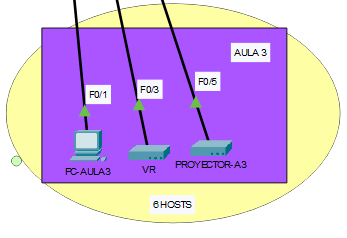 AULA 3
F0/1
F0/3
F0/5
PC-AULA3
VR
PROYECTOR-A3
6 HOSTS